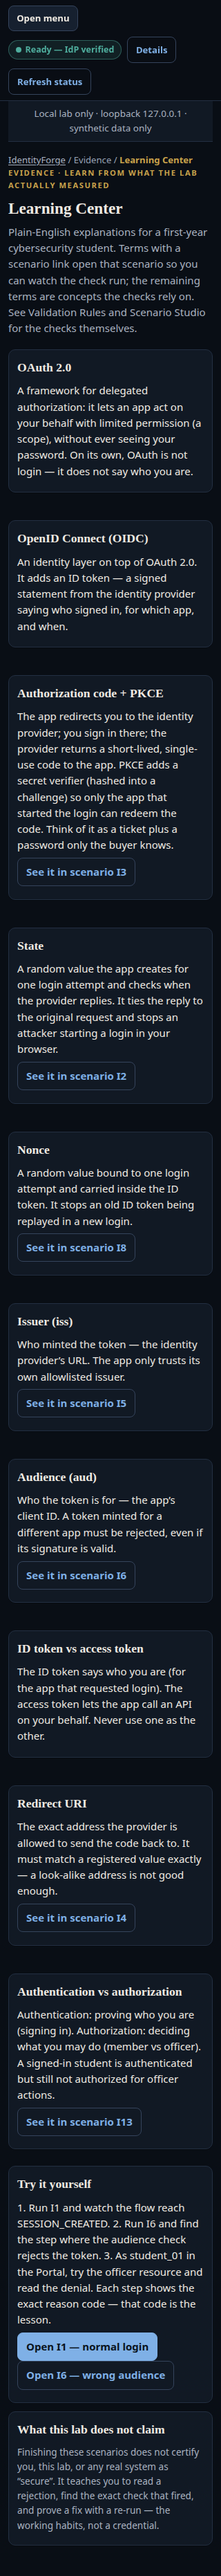 Open menu
Ready — IdP verified
Details
Refresh status
Local lab only · loopback 127.0.0.1 ·
synthetic data only
IdentityForge / Evidence / Learning Center
EVIDENCE · LEARN FROM WHAT THE LAB
ACTUALLY MEASURED
Learning Center
Plain-English explanations for a first-year
cybersecurity student. Terms with a
scenario link open that scenario so you
can watch the check run; the remaining
terms are concepts the checks rely on.
See Validation Rules and Scenario Studio
for the checks themselves.
OAuth 2.0
A framework for delegated
authorization: it lets an app act on
your behalf with limited permission (a
scope), without ever seeing your
password. On its own, OAuth is not
login — it does not say who you are.
OpenID Connect (OIDC)
An identity layer on top of OAuth 2.0.
It adds an ID token — a signed
statement from the identity provider
saying who signed in, for which app,
and when.
Authorization code + PKCE
The app redirects you to the identity
provider; you sign in there; the
provider returns a short-lived, single-
use code to the app. PKCE adds a
secret verifier (hashed into a
challenge) so only the app that
started the login can redeem the
code. Think of it as a ticket plus a
password only the buyer knows.
See it in scenario I3
State
A random value the app creates for
one login attempt and checks when
the provider replies. It ties the reply to
the original request and stops an
attacker starting a login in your
browser.
See it in scenario I2
Nonce
A random value bound to one login
attempt and carried inside the ID
token. It stops an old ID token being
replayed in a new login.
See it in scenario I8
Issuer (iss)
Who minted the token — the identity
provider's URL. The app only trusts its
own allowlisted issuer.
See it in scenario I5
Audience (aud)
Who the token is for — the app's
client ID. A token minted for a
different app must be rejected, even if
its signature is valid.
See it in scenario I6
ID token vs access token
The ID token says who you are (for
the app that requested login). The
access token lets the app call an API
on your behalf. Never use one as the
other.
Redirect URI
The exact address the provider is
allowed to send the code back to. It
must match a registered value exactly
— a look-alike address is not good
enough.
See it in scenario I4
Authentication vs authorization
Authentication: proving who you are
(signing in). Authorization: deciding
what you may do (member vs officer).
A signed-in student is authenticated
but still not authorized for officer
actions.
See it in scenario I13
Try it yourself
1. Run I1 and watch the flow reach
SESSION_CREATED. 2. Run I6 and find
the step where the audience check
rejects the token. 3. As student_01 in
the Portal, try the officer resource and
read the denial. Each step shows the
exact reason code — that code is the
lesson.
Open I1 — normal login
Open I6 — wrong audience
What this lab does not claim
Finishing these scenarios does not certify
you, this lab, or any real system as
“secure”. It teaches you to read a
rejection, find the exact check that fired,
and prove a fix with a re-run — the
working habits, not a credential.